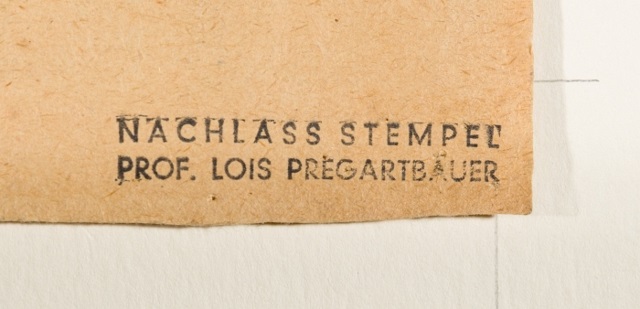 NACHLASS STEMPEL
PROF. LOIS PREGARTBAUER